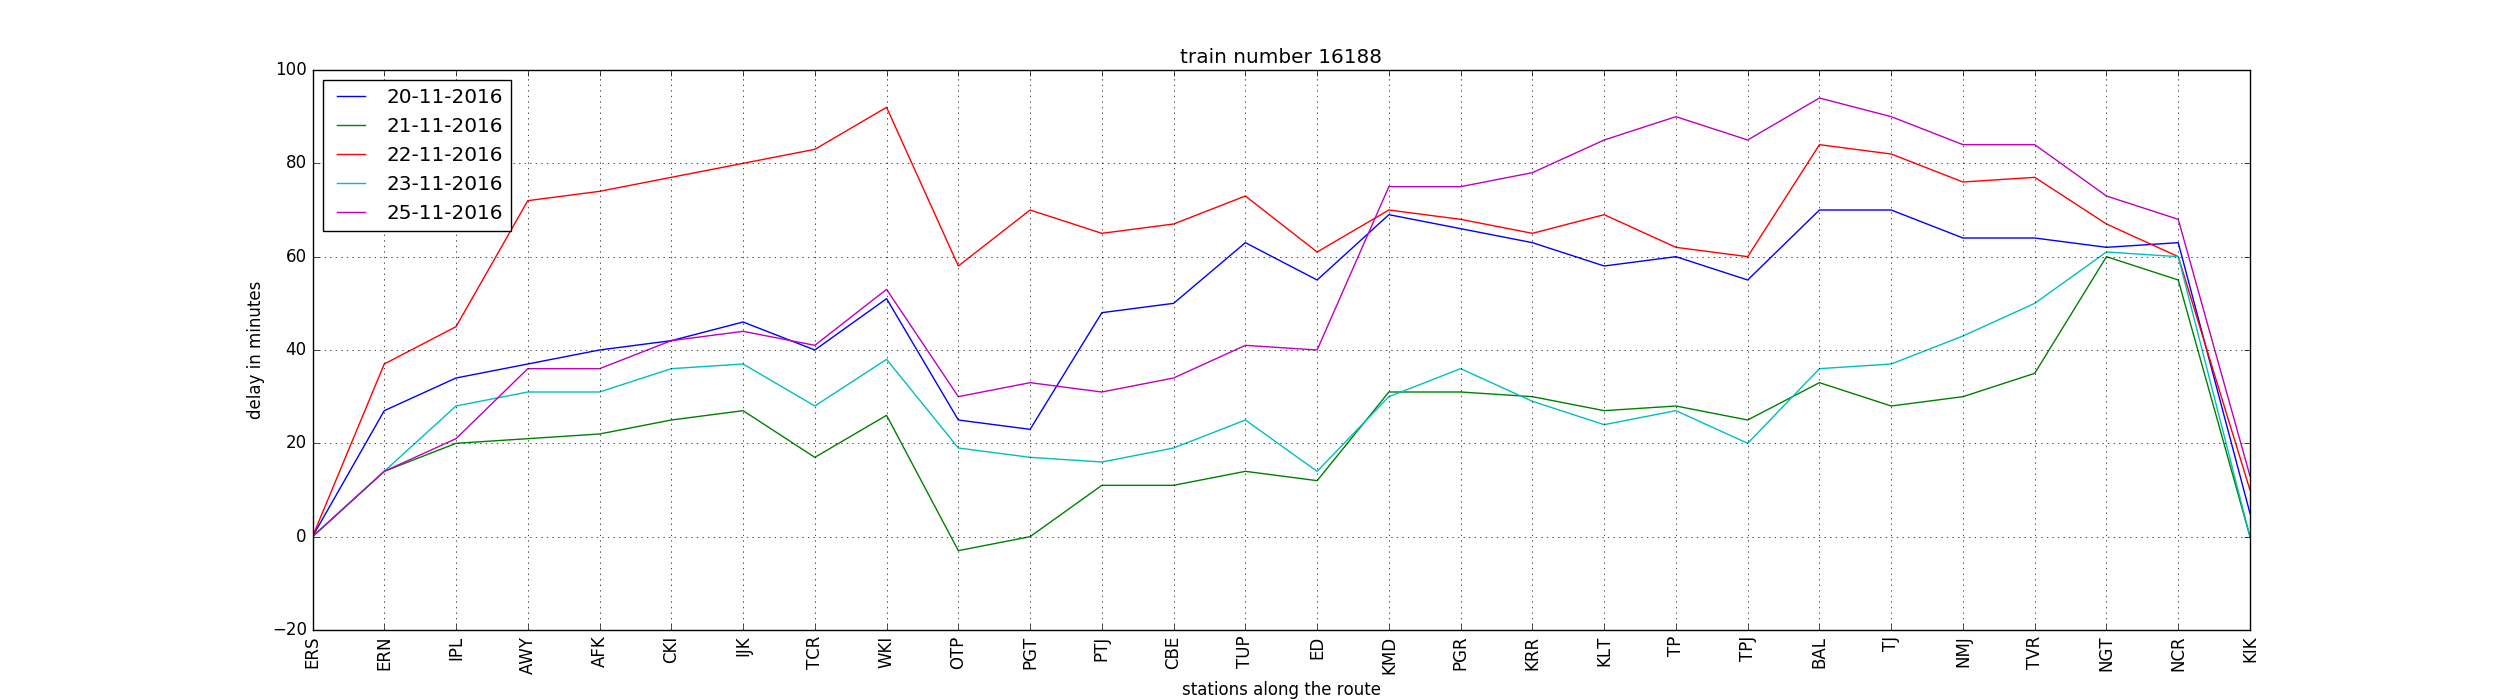 train number 16188
100
80
60
40
20
0
−20
delay in minutes
20-11-2016
21-11-2016
22-11-2016
23-11-2016
25-11-2016
ERS
ERN
IPL
AWY
AFK
CKI
IJK
TCR
WKI
OTP
PGT
PTJ
CBE
TUP
ED
KMD
PGR
KRR
KLT
TP
TPJ
BAL
TJ
NMJ
TVR
NGT
NCR
KIK
stations along the route